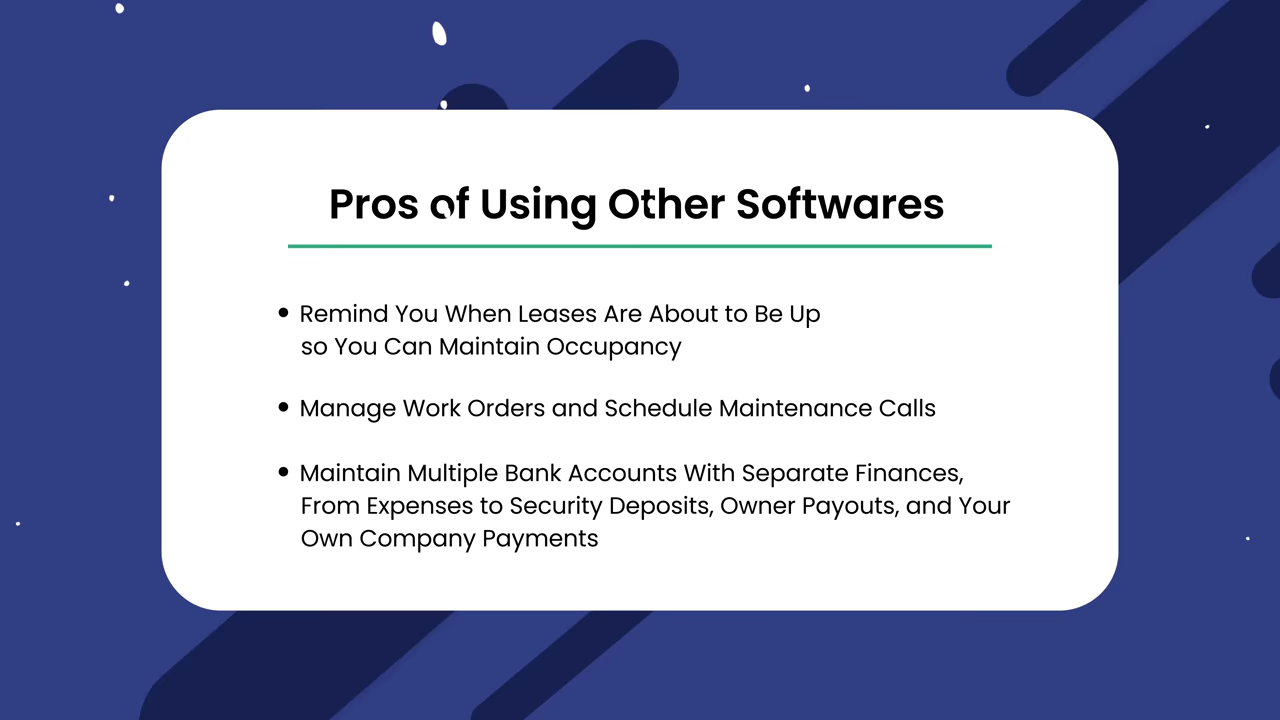 Pros of Using Other Softwares
• Remind You When Leases Are About to Be Up
so You Can Maintain Occupancy
• Manage Work Orders and Schedule Maintenance Calls
• Maintain Multiple Bank Accounts With Separate Finances,
From Expenses to Security Deposits, Owner Payouts, and Your
Own Company Payments